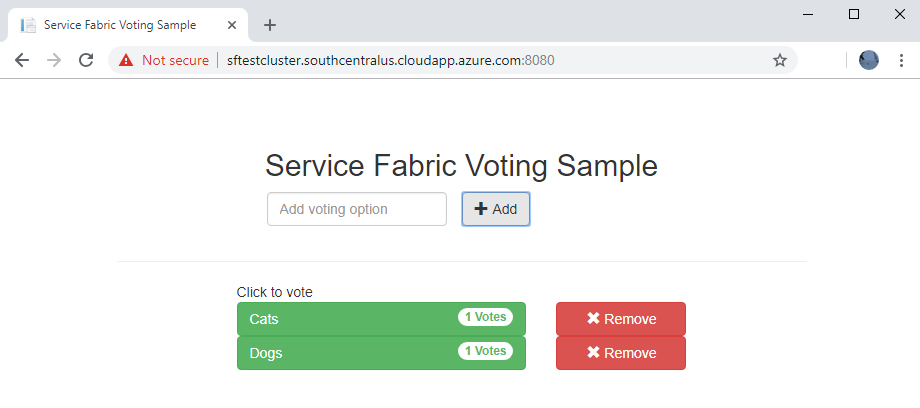 Service Fabric Voting Sample
Not secure sftestcluster.southcentralus.cloudapp.azure.com:8080
Service Fabric Voting Sample
Add voting option Add
Click to vote
Cats 1 Votes Remove
Dogs 1 Votes Remove